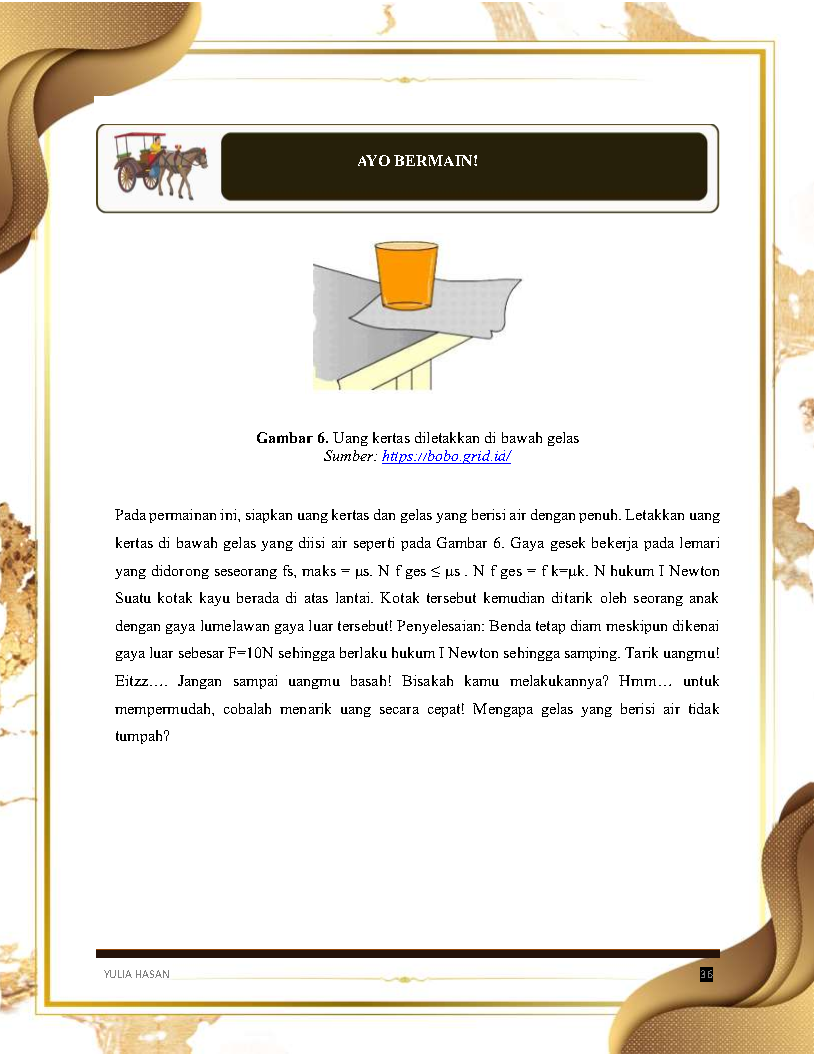 AYO BERMAIN!
Gambar 6. Uang kertas diletakkan di bawah gelas
Sumber: https://bobo.grid.id/
Pada permainan ini, siapkan uang kertas dan gelas yang berisi air dengan penuh. Letakkan uang
kertas di bawah gelas yang diisi air seperti pada Gambar 6. Gaya gesek bekerja pada lemari
yang didorong seseorang fs, maks = μs. N f ges ≤ μs . N f ges = f k=μk. N hukum I Newton
Suatu kotak kayu berada di atas lantai. Kotak tersebut kemudian ditarik oleh seorang anak
dengan gaya lumelawan gaya luar tersebut! Penyelesaian: Benda tetap diam meskipun dikenai
gaya luar sebesar F=10N sehingga berlaku hukum I Newton sehingga samping. Tarik uangmu!
Eitzz…. Jangan sampai uangmu basah! Bisakah kamu melakukannya? Hmm… untuk
mempermudah, cobalah menarik uang secara cepat! Mengapa gelas yang berisi air tidak
tumpah?
YULIA HASAN 36